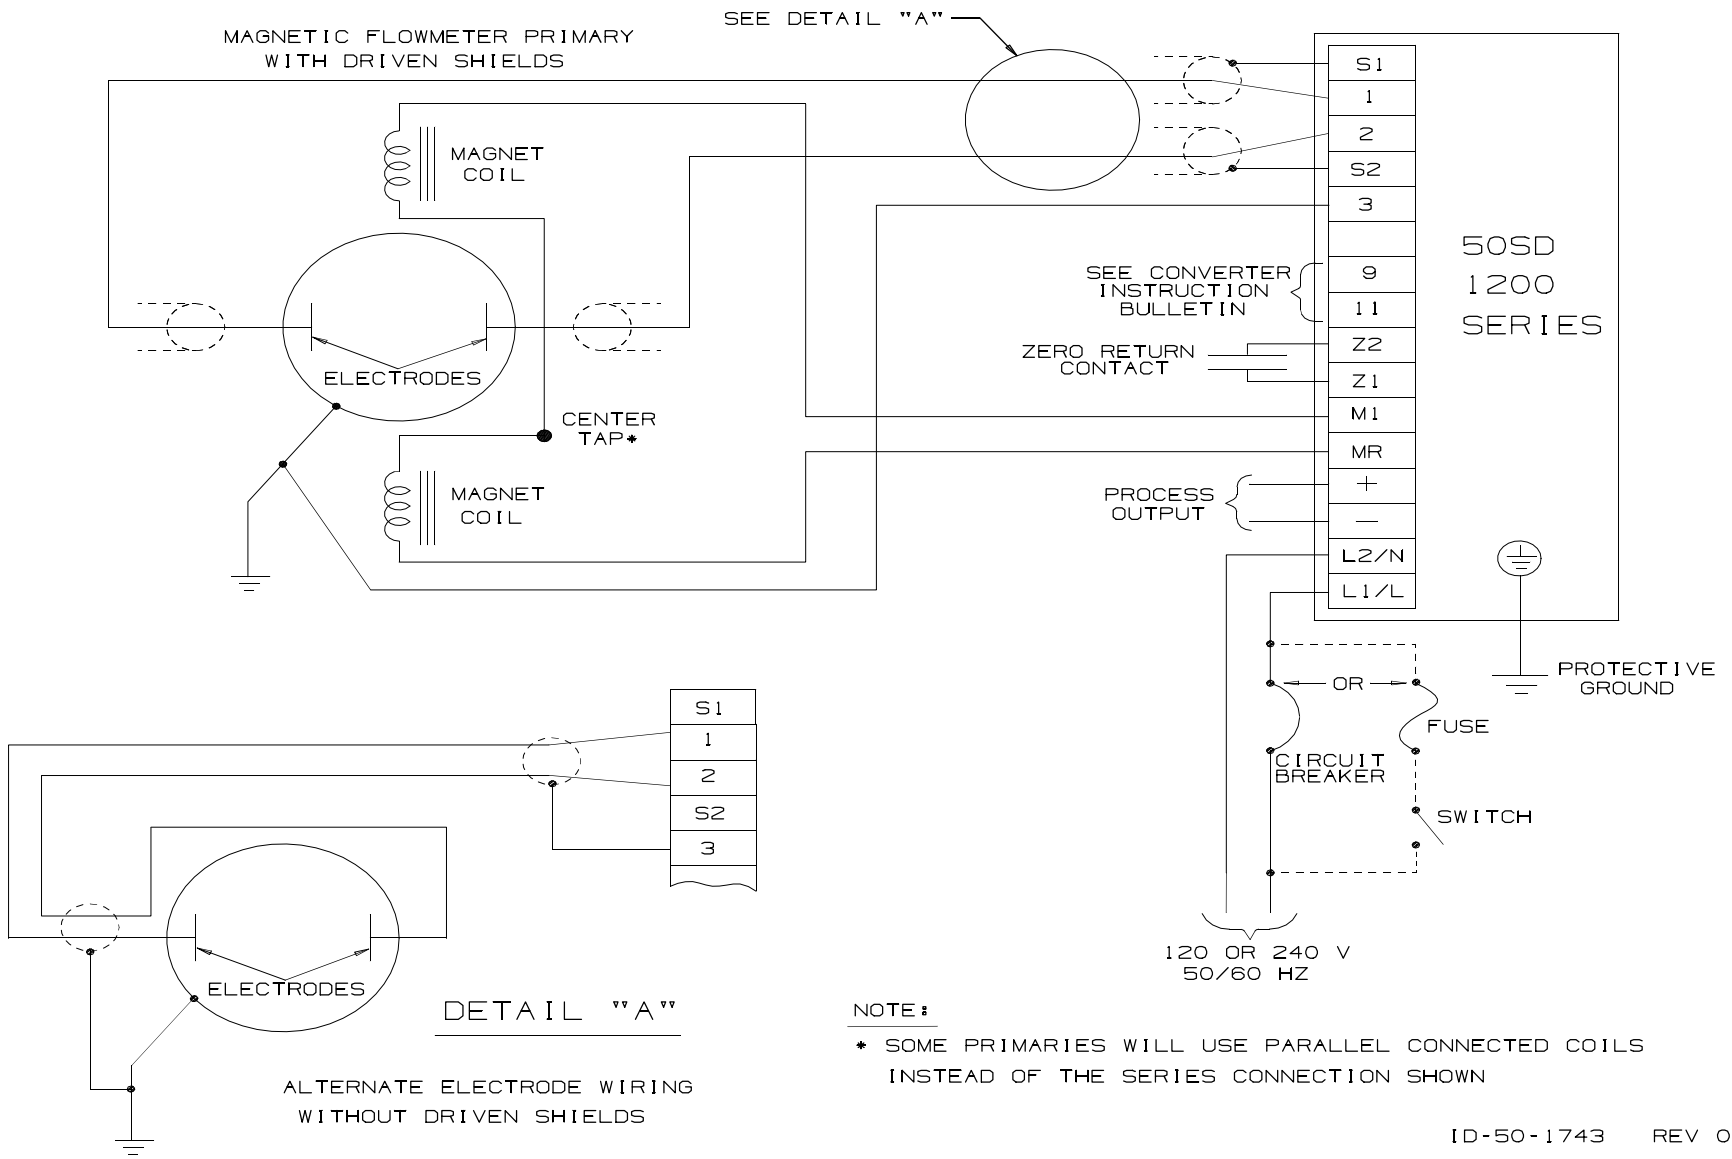 SEE DETAIL "A"
MAGNETIC FLOWMETER PRIMARY
WITH DRIVEN SHIELDS
S1
1
2
S2
3
9
11
Z2
Z1
M1
MR
+
—
L2/N
L1/L
50SD
1200
SERIES
MAGNET
COIL
SEE CONVERTER
INSTRUCTION
BULLETIN
ZERO RETURN
CONTACT
ELECTRODES
CENTER
TAP*
MAGNET
COIL
PROCESS
OUTPUT
PROTECTIVE
GROUND
OR
FUSE
CIRCUIT
BREAKER
SWITCH
120 OR 240 V
50/60 HZ
S1
1
2
S2
3
ELECTRODES
DETAIL "A"
ALTERNATE ELECTRODE WIRING
WITHOUT DRIVEN SHIELDS
NOTE:
* SOME PRIMARIES WILL USE PARALLEL CONNECTED COILS
INSTEAD OF THE SERIES CONNECTION SHOWN
ID-50-1743 REV 0